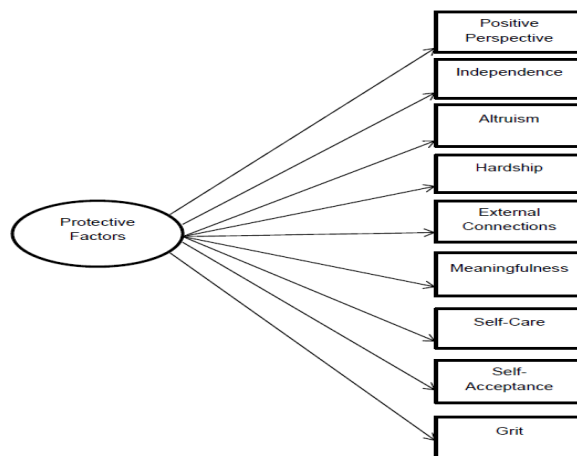 Positive
Perspective
Independence
Altruism
Hardship
Protective
Factors
External
Connections
Meaningfulness
Self-Care
Self-
Acceptance
Grit